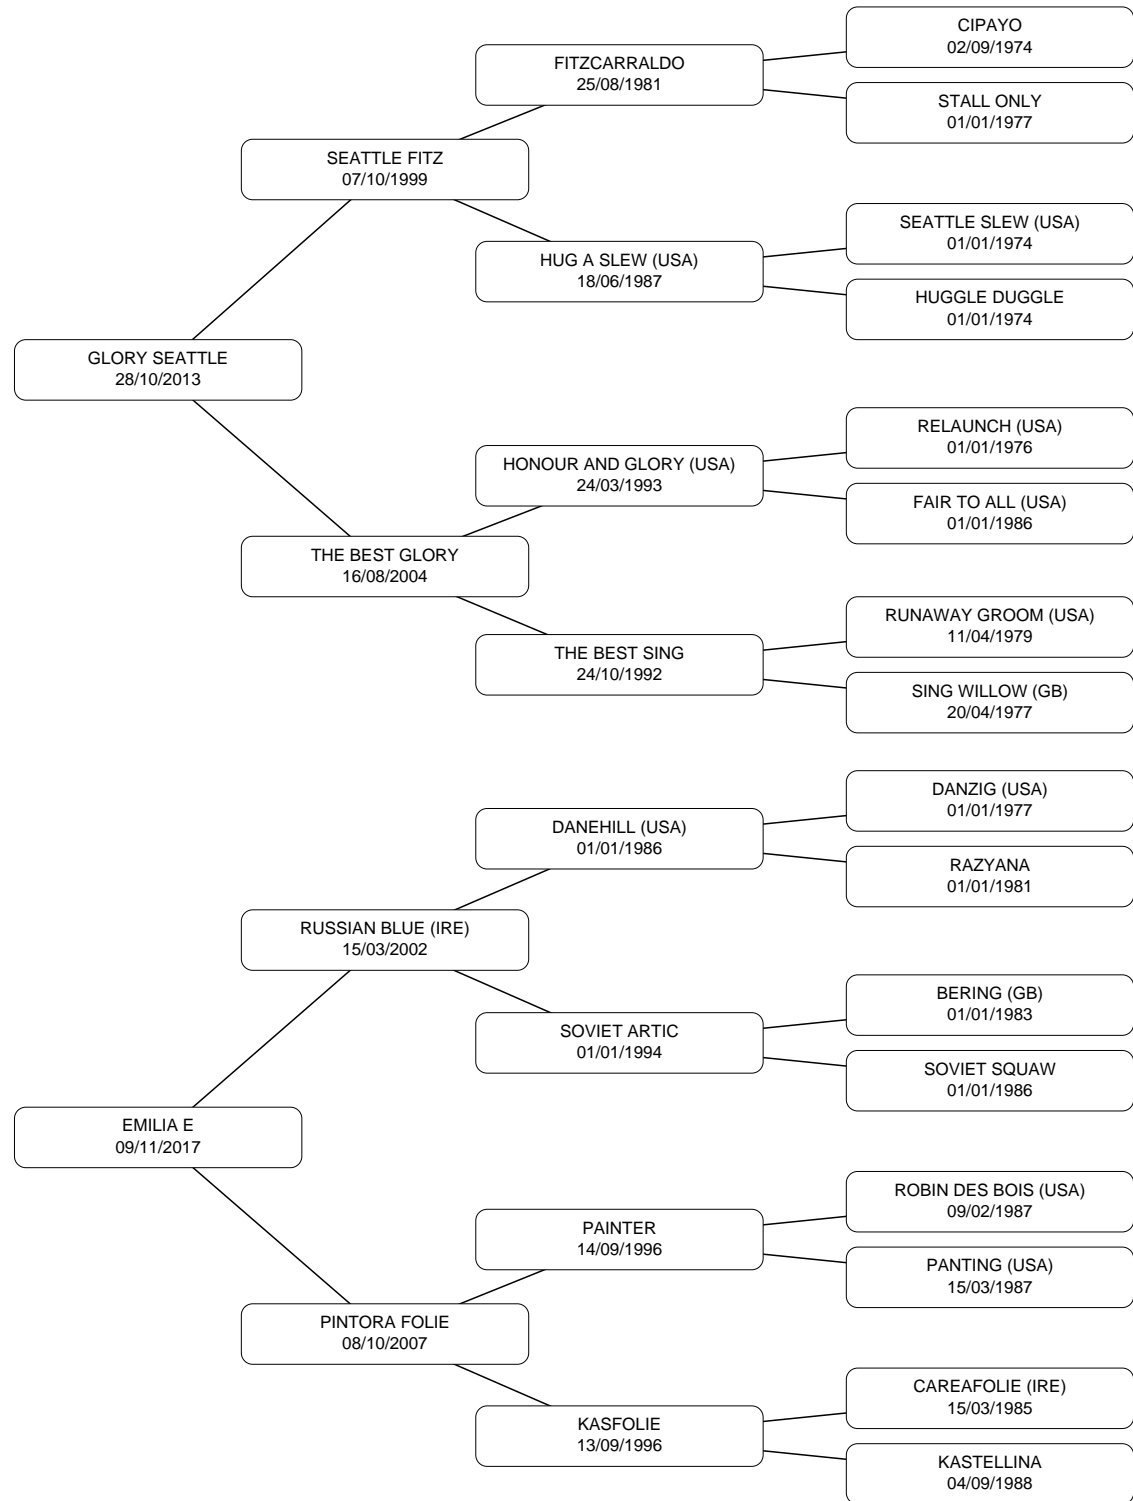 CIPAYO
02/09/1974
FITZCARRALDO
25/08/1981
STALL ONLY
01/01/1977
SEATTLE FITZ
07/10/1999
SEATTLE SLEW (USA)
01/01/1974
HUG A SLEW (USA)
18/06/1987
HUGGLE DUGGLE
01/01/1974
GLORY SEATTLE
28/10/2013
RELAUNCH (USA)
01/01/1976
HONOUR AND GLORY (USA)
24/03/1993
FAIR TO ALL (USA)
01/01/1986
THE BEST GLORY
16/08/2004
RUNAWAY GROOM (USA)
11/04/1979
THE BEST SING
24/10/1992
SING WILLOW (GB)
20/04/1977
DANZIG (USA)
01/01/1977
DANEHILL (USA)
01/01/1986
RAZYANA
01/01/1981
RUSSIAN BLUE (IRE)
15/03/2002
BERING (GB)
01/01/1983
SOVIET ARTIC
01/01/1994
SOVIET SQUAW
01/01/1986
EMILIA E
09/11/2017
ROBIN DES BOIS (USA)
09/02/1987
PAINTER
14/09/1996
PANTING (USA)
15/03/1987
PINTORA FOLIE
08/10/2007
CAREAFOLIE (IRE)
15/03/1985
KASFOLIE
13/09/1996
KASTELLINA
04/09/1988